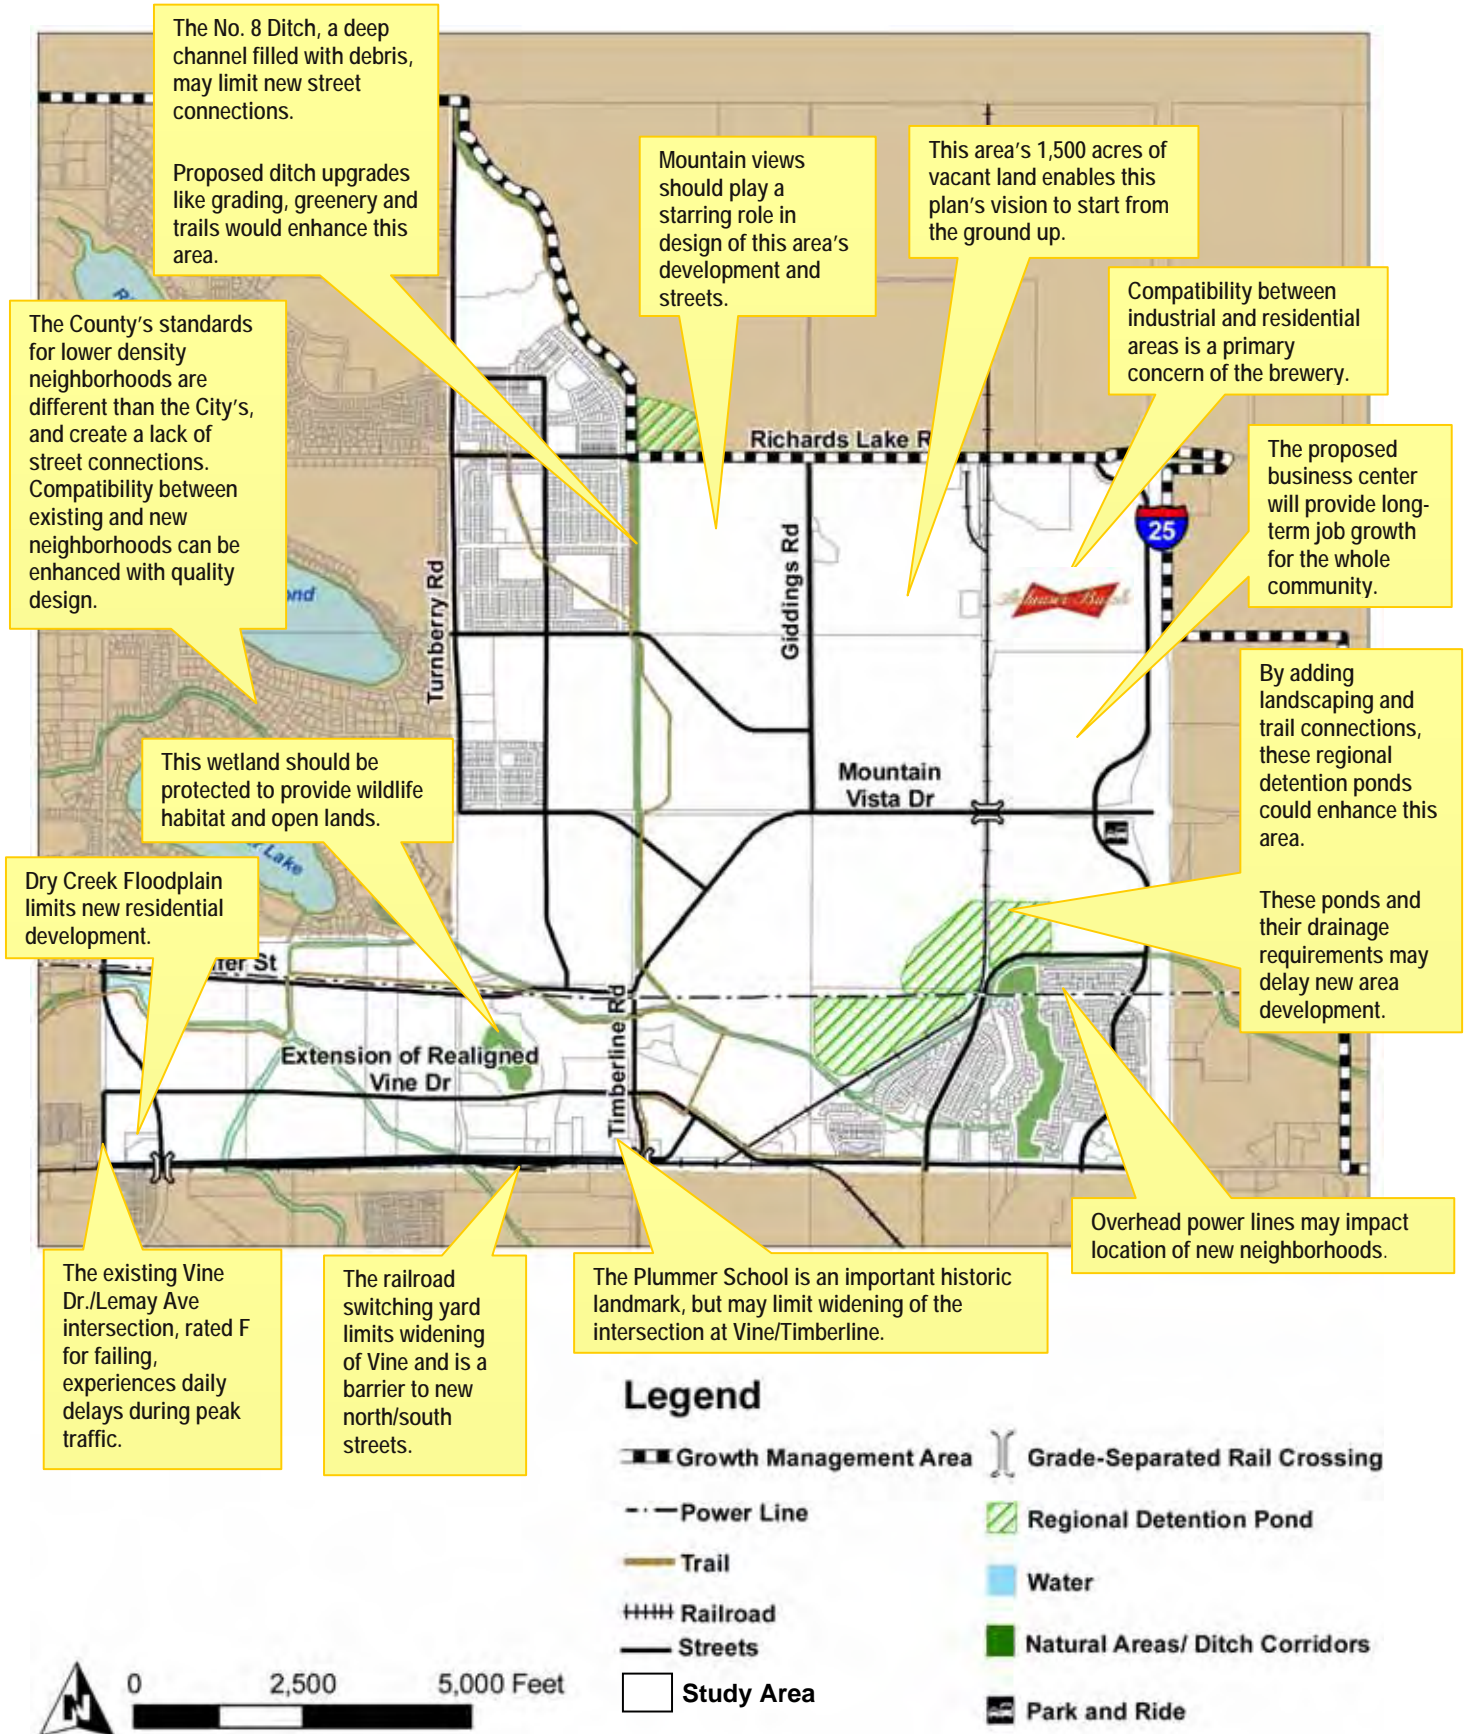 The No. 8 Ditch, a deep
channel filled with debris,
may limit new street
connections.
Proposed ditch upgrades
like grading, greenery and
trails would enhance this
area.
Mountain views
should play a
starring role in
design of this area's
development and
streets.
This area's 1,500 acres of
vacant land enables this
plan's vision to start from
the ground up.
Compatibility between
industrial and residential
areas is a primary
concern of the brewery.
The County's standards
for lower density
neighborhoods are
different than the City's,
and create a lack of
street connections.
Compatibility between
existing and new
neighborhoods can be
enhanced with quality
design.
Richards Lake R
The proposed
business center
will provide long-
term job growth
for the whole
community.
25
Giddings Rd
Turnberry Rd
By adding
landscaping and
trail connections,
these regional
detention ponds
could enhance this
area.
These ponds and
their drainage
requirements may
delay new area
development.
This wetland should be
protected to provide wildlife
habitat and open lands.
Mountain
Vista Dr
Lake
Dry Creek Floodplain
limits new residential
development.
St
Timberline Rd
Extension of Realigned
Vine Dr
Overhead power lines may impact
location of new neighborhoods.
The existing Vine
Dr./Lemay Ave
intersection, rated F
for failing,
experiences daily
delays during peak
traffic.
The railroad
switching yard
limits widening
of Vine and is a
barrier to new
north/south
streets.
The Plummer School is an important historic
landmark, but may limit widening of the
intersection at Vine/Timberline.
Legend
Growth Management Area
Power Line
Trail
Railroad
Streets
Study Area
Grade-Separated Rail Crossing
Regional Detention Pond
Water
Natural Areas/ Ditch Corridors
Park and Ride
N
0 2,500 5,000 Feet